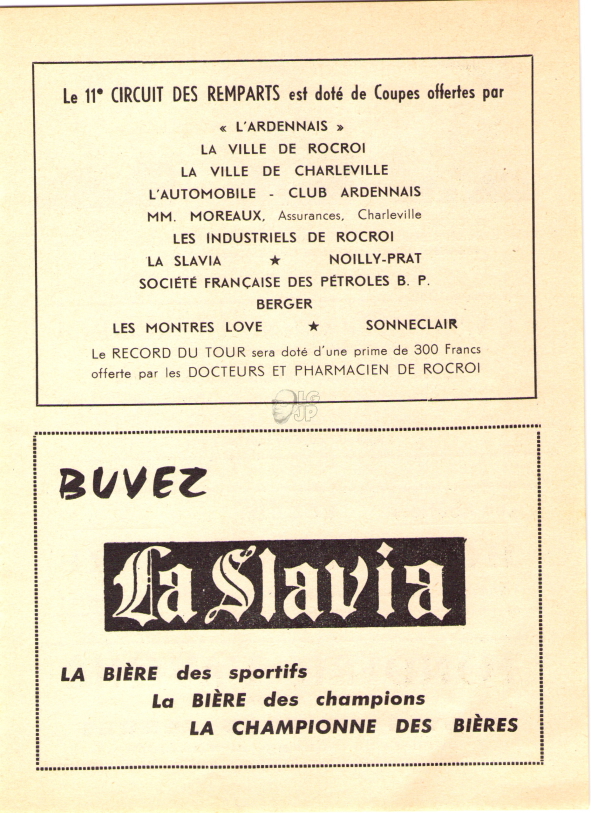 Le 11e CIRCUIT DES REMPARTS est doté de Coupes offertes par
« L'ARDENNAIS »
LA VILLE DE ROCROI
LA VILLE DE CHARLEVILLE
L'AUTOMOBILE - CLUB ARDENNAIS
MM. MOREAUX, Assurances, Charleville
LES INDUSTRIELS DE ROCROI
LA SLAVIA ★ NOILLY-PRAT
SOCIÉTÉ FRANÇAISE DES PÉTROLES B. P.
BERGER
LES MONTRES LOVE ★ SONNECLAIR
Le RECORD DU TOUR sera doté d'une prime de 300 Francs
offerte par les DOCTEURS ET PHARMACIEN DE ROCROI
LG
JP
BUVEZ
La Slavia
LA BIÈRE des sportifs
La BIÈRE des champions
LA CHAMPIONNE DES BIÈRES